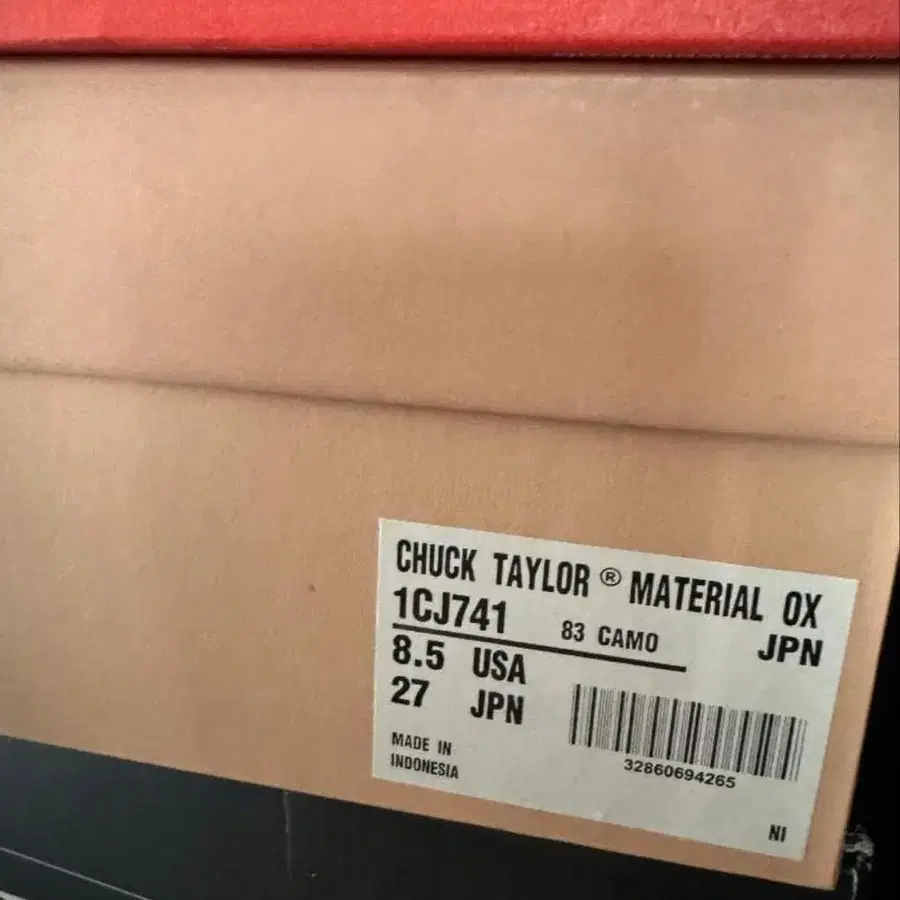 CHUCK TAYLOR ® MATERIAL OX
1CJ741 83 CAMO JPN
8.5 USA
27 JPN
MADE IN
INDONESIA
32860694265
NI